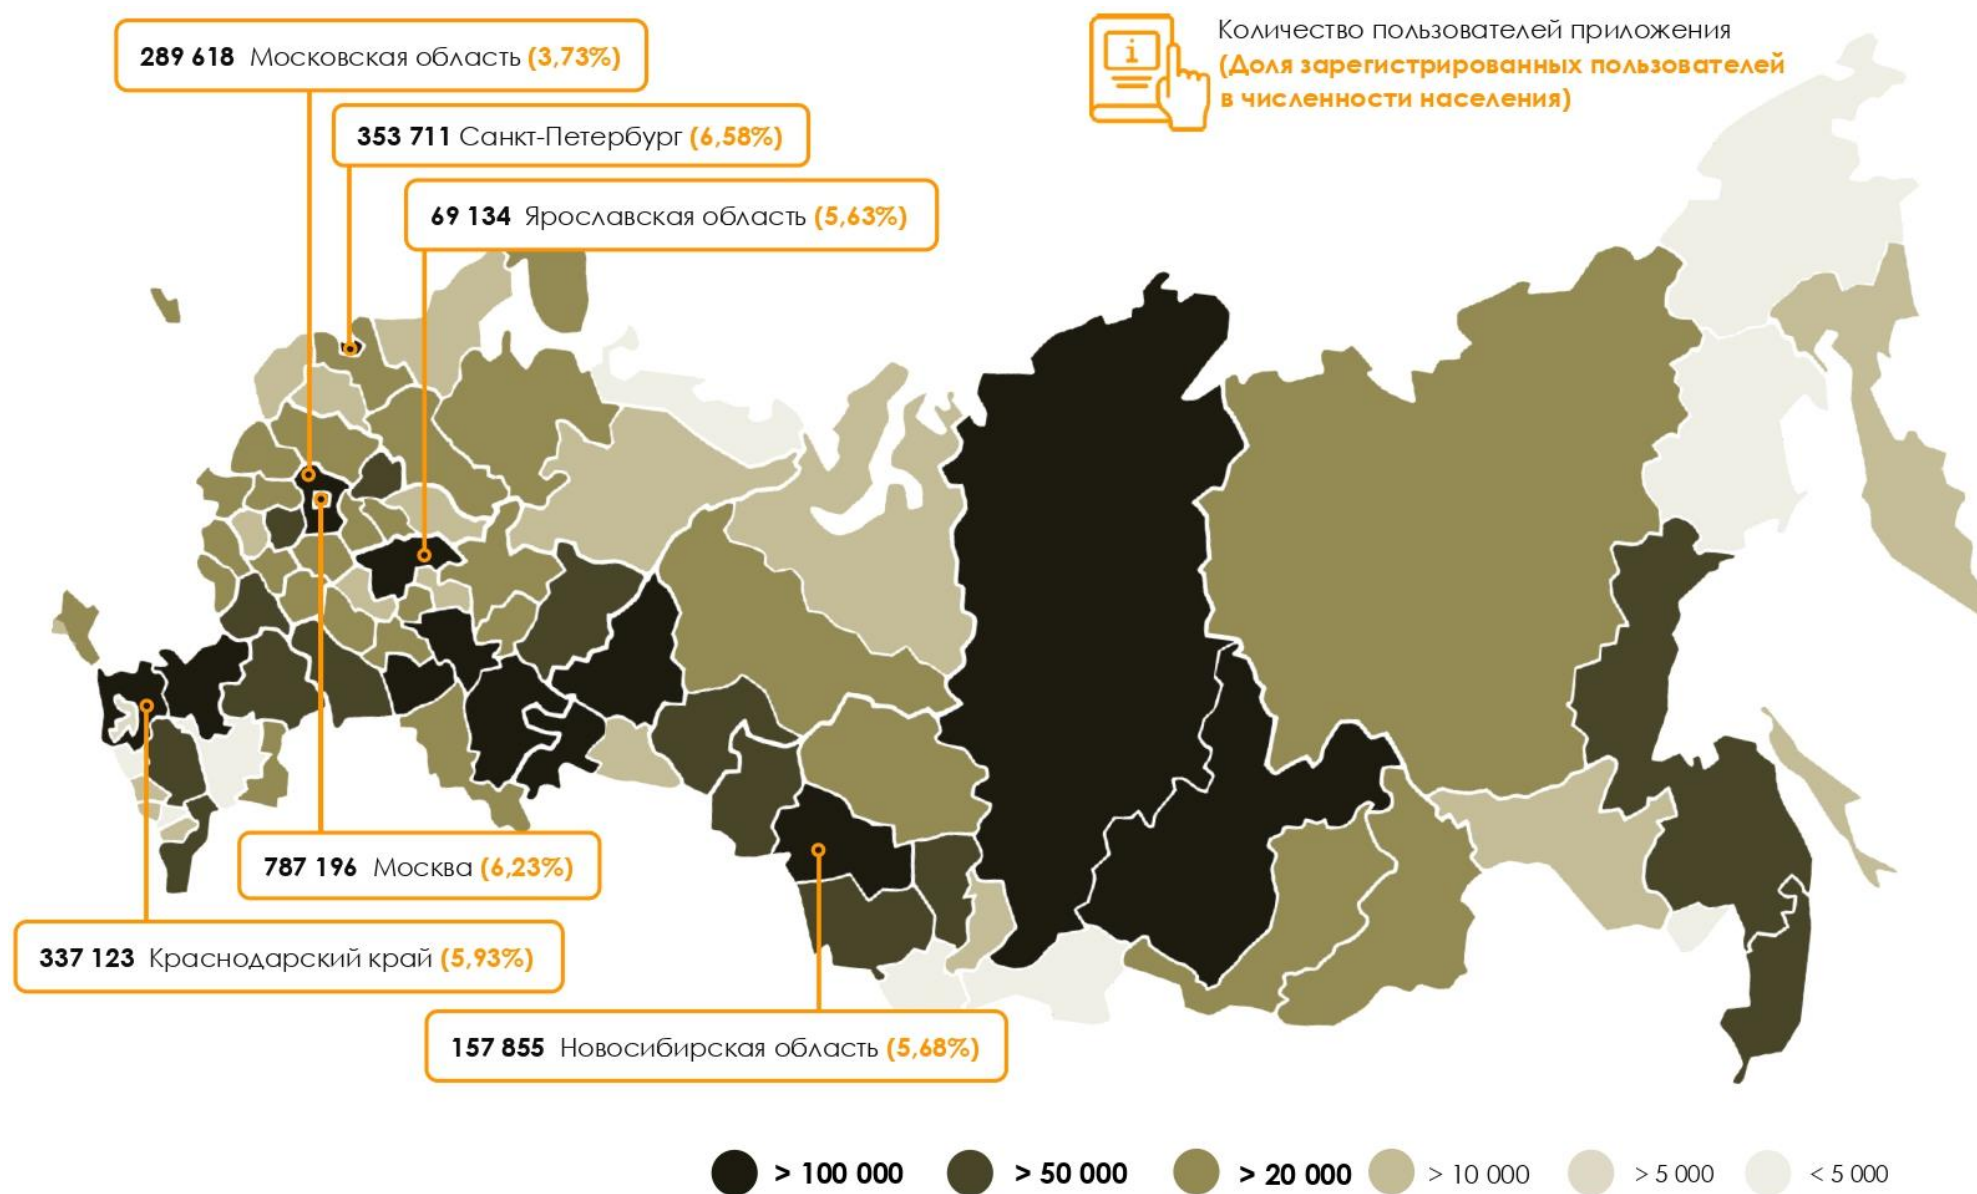 289 618 Московская область (3,73%)
Количество пользователей приложения
(Доля зарегистрированных пользователей
в численности населения)
i
353 711 Санкт-Петербург (6,58%)
69 134 Ярославская область (5,63%)
787 196 Москва (6,23%)
337 123 Краснодарский край (5,93%)
157 855 Новосибирская область (5,68%)
> 100 000 > 50 000 > 20 000 > 10 000 > 5 000 < 5 000